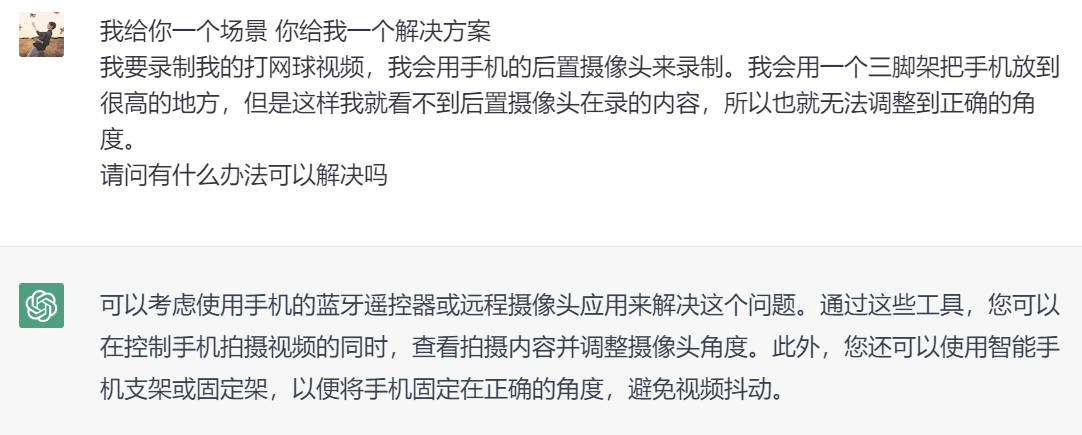 我给你一个场景 你给我一个解决方案
我要录制我的打网球视频，我会用手机的后置摄像头来录制。我会用一个三脚架把手机放到
很高的地方，但是这样我就看不到后置摄像头在录的内容，所以也就无法调整到正确的角
度。
请问有什么办法可以解决吗
可以考虑使用手机的蓝牙遥控器或远程摄像头应用来解决这个问题。通过这些工具，您可以
在控制手机拍摄视频的同时，查看拍摄内容并调整摄像头角度。此外，您还可以使用智能手
机支架或固定架，以便将手机固定在正确的角度，避免视频抖动。